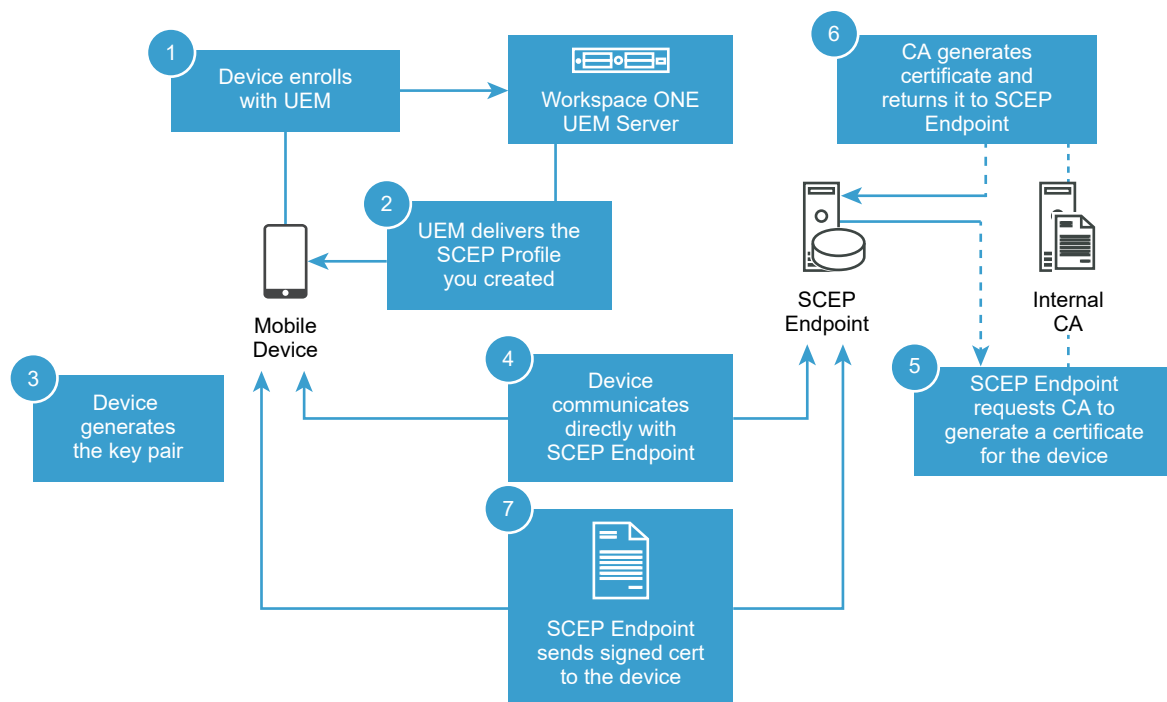 1
Device enrolls
with UEM
Workspace ONE
UEM Server
2
UEM delivers the
SCEP Profile
you created
Mobile
Device
3
Device
generates
the key pair
4
Device
communicates
directly with
SCEP Endpoint
SCEP
Endpoint
Internal
CA
5
SCEP Endpoint
requests CA to
generate a certificate
for the device
6
CA generates
certificate and
returns it to SCEP
Endpoint
7
SCEP Endpoint
sends signed cert
to the device